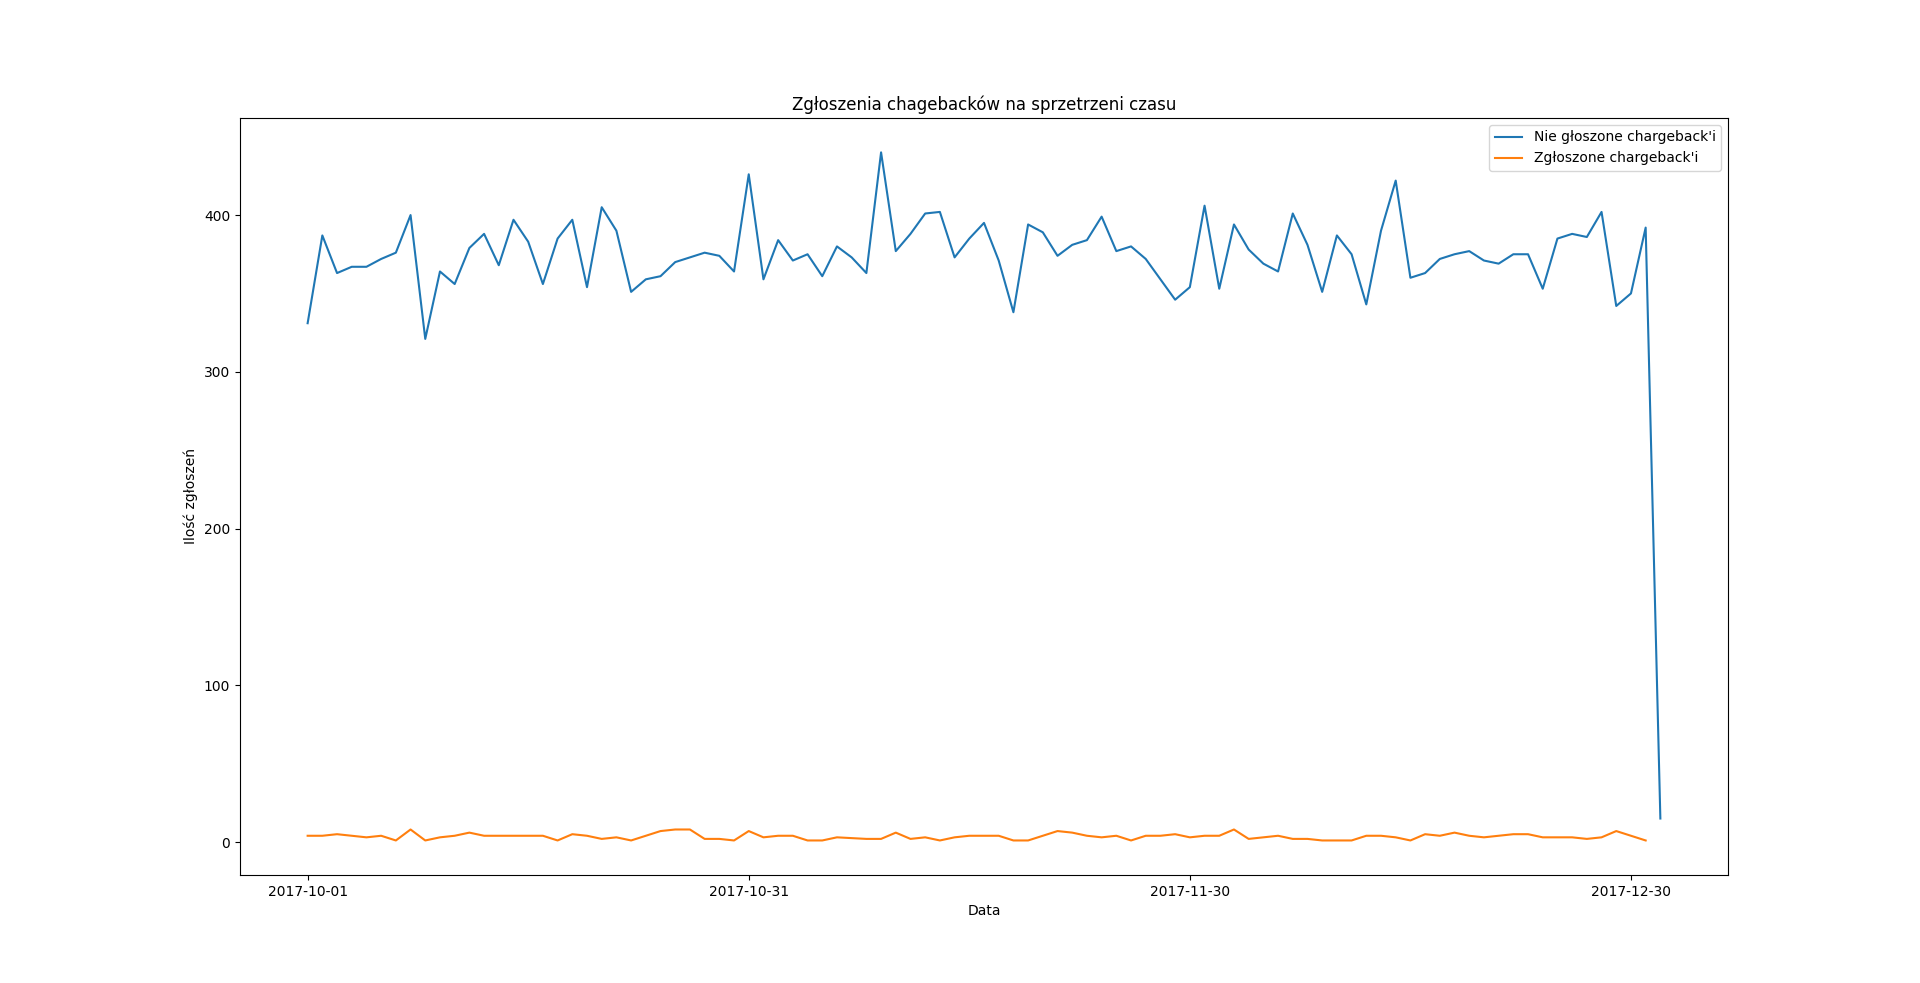 Zgłoszenia chagebacków na sprzetrzeni czasu
Nie głoszone chargeback'i
Zgłoszone chargeback'i
Ilość zgłoszeń
400
300
200
100
0
2017-10-01
2017-10-31
2017-11-30
2017-12-30
Data